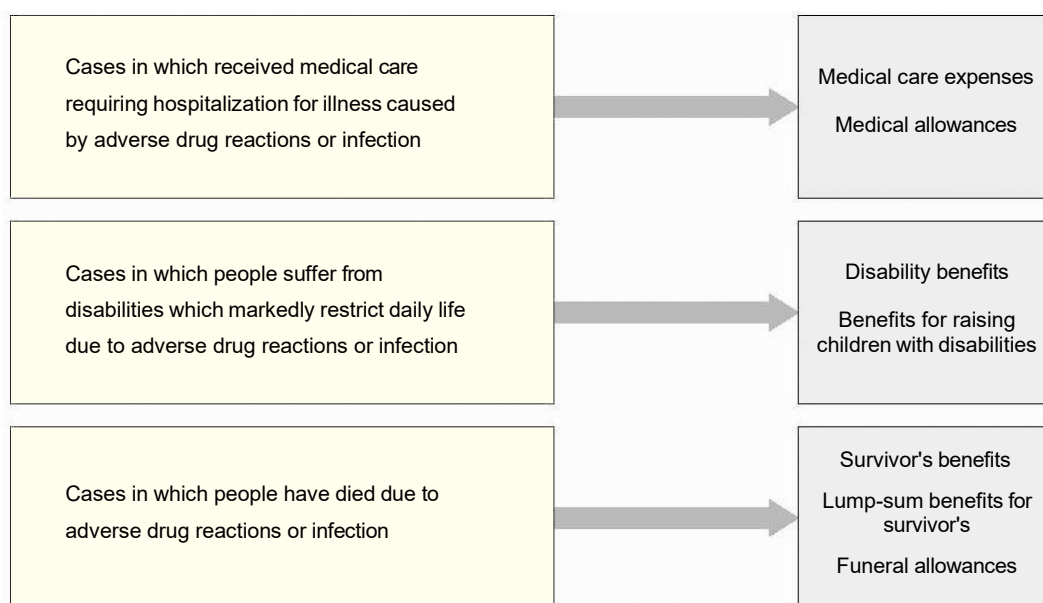 Cases in which received medical care
requiring hospitalization for illness caused
by adverse drug reactions or infection
Medical care expenses
Medical allowances
Cases in which people suffer from
disabilities which markedly restrict daily life
due to adverse drug reactions or infection
Disability benefits
Benefits for raising
children with disabilities
Cases in which people have died due to
adverse drug reactions or infection
Survivor's benefits
Lump-sum benefits for
survivor's
Funeral allowances